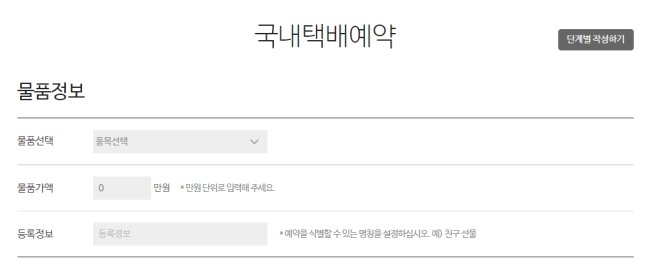 국내택배예약
단계별 작성하기
물품정보
물품선택 품목선택
물품가액 0 만원 * 만원 단위로 입력해 주세요.
등록정보 등록정보 * 예약을 식별할 수 있는 명칭을 설정하십시오. 예) 친구 선물